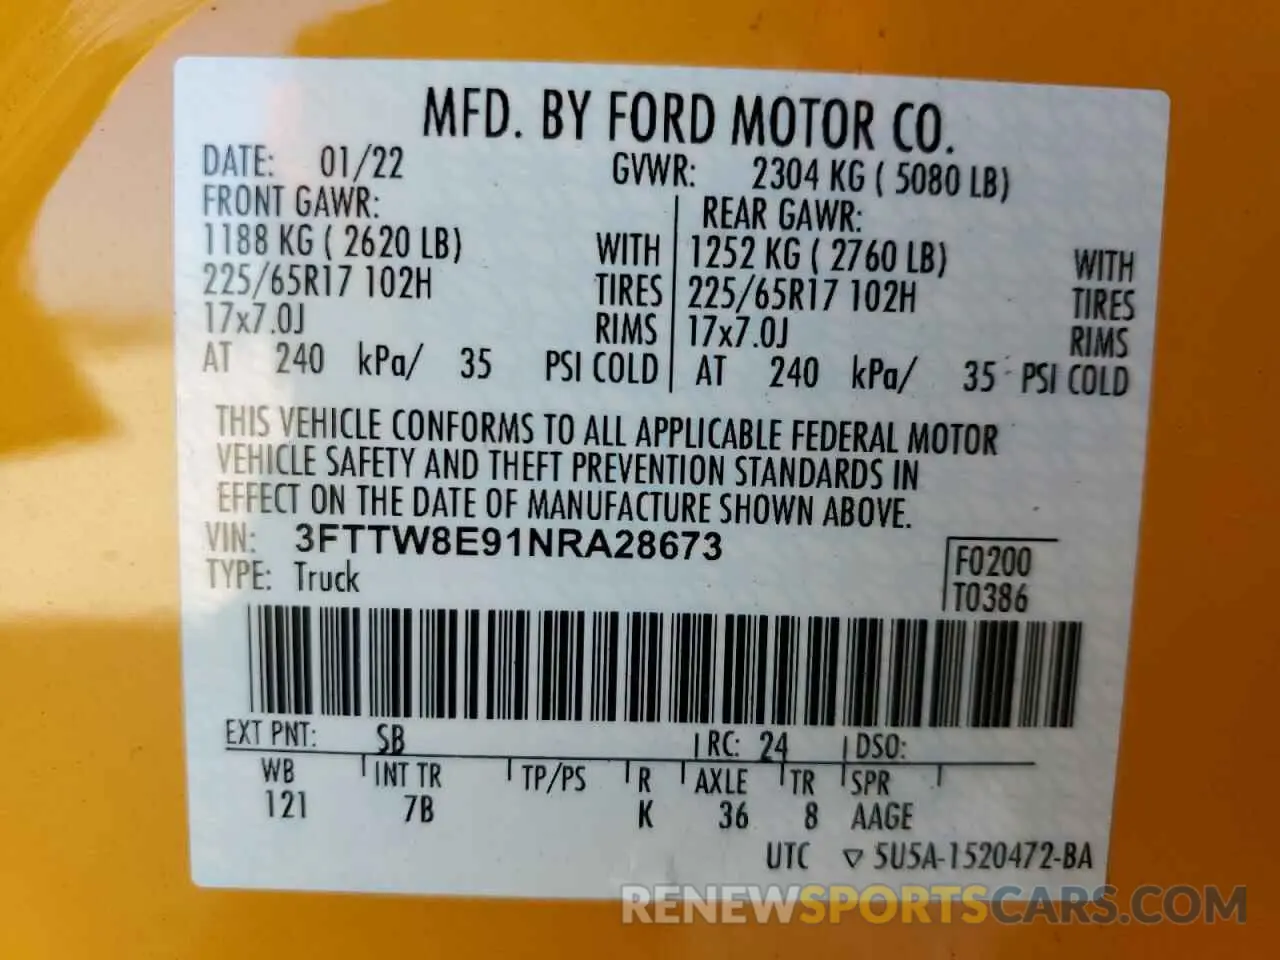 MFD. BY FORD MOTOR CO.
DATE: 01/22 GVWR: 2304 KG ( 5080 LB)
FRONT GAWR: REAR GAWR:
1188 KG ( 2620 LB) WITH 1252 KG ( 2760 LB) WITH
225/65R17 102H TIRES 225/65R17 102H TIRES
17x7.0J RIMS 17x7.0J RIMS
AT 240 kPa/ 35 PSI COLD AT 240 kPa/ 35 PSI COLD
THIS VEHICLE CONFORMS TO ALL APPLICABLE FEDERAL MOTOR
VEHICLE SAFETY AND THEFT PREVENTION STANDARDS IN
EFFECT ON THE DATE OF MANUFACTURE SHOWN ABOVE.
VIN: 3FTTW8E91NRA28673
TYPE: Truck
F0200
T0386
EXT PNT: SB RC: 24 DSO:
WB INT TR TP/PS R AXLE TR SPR
121 7B K 36 8 AAGE
UTC ▽ 5U5A-1520472-BA
RENEWSPORTSCARS.COM